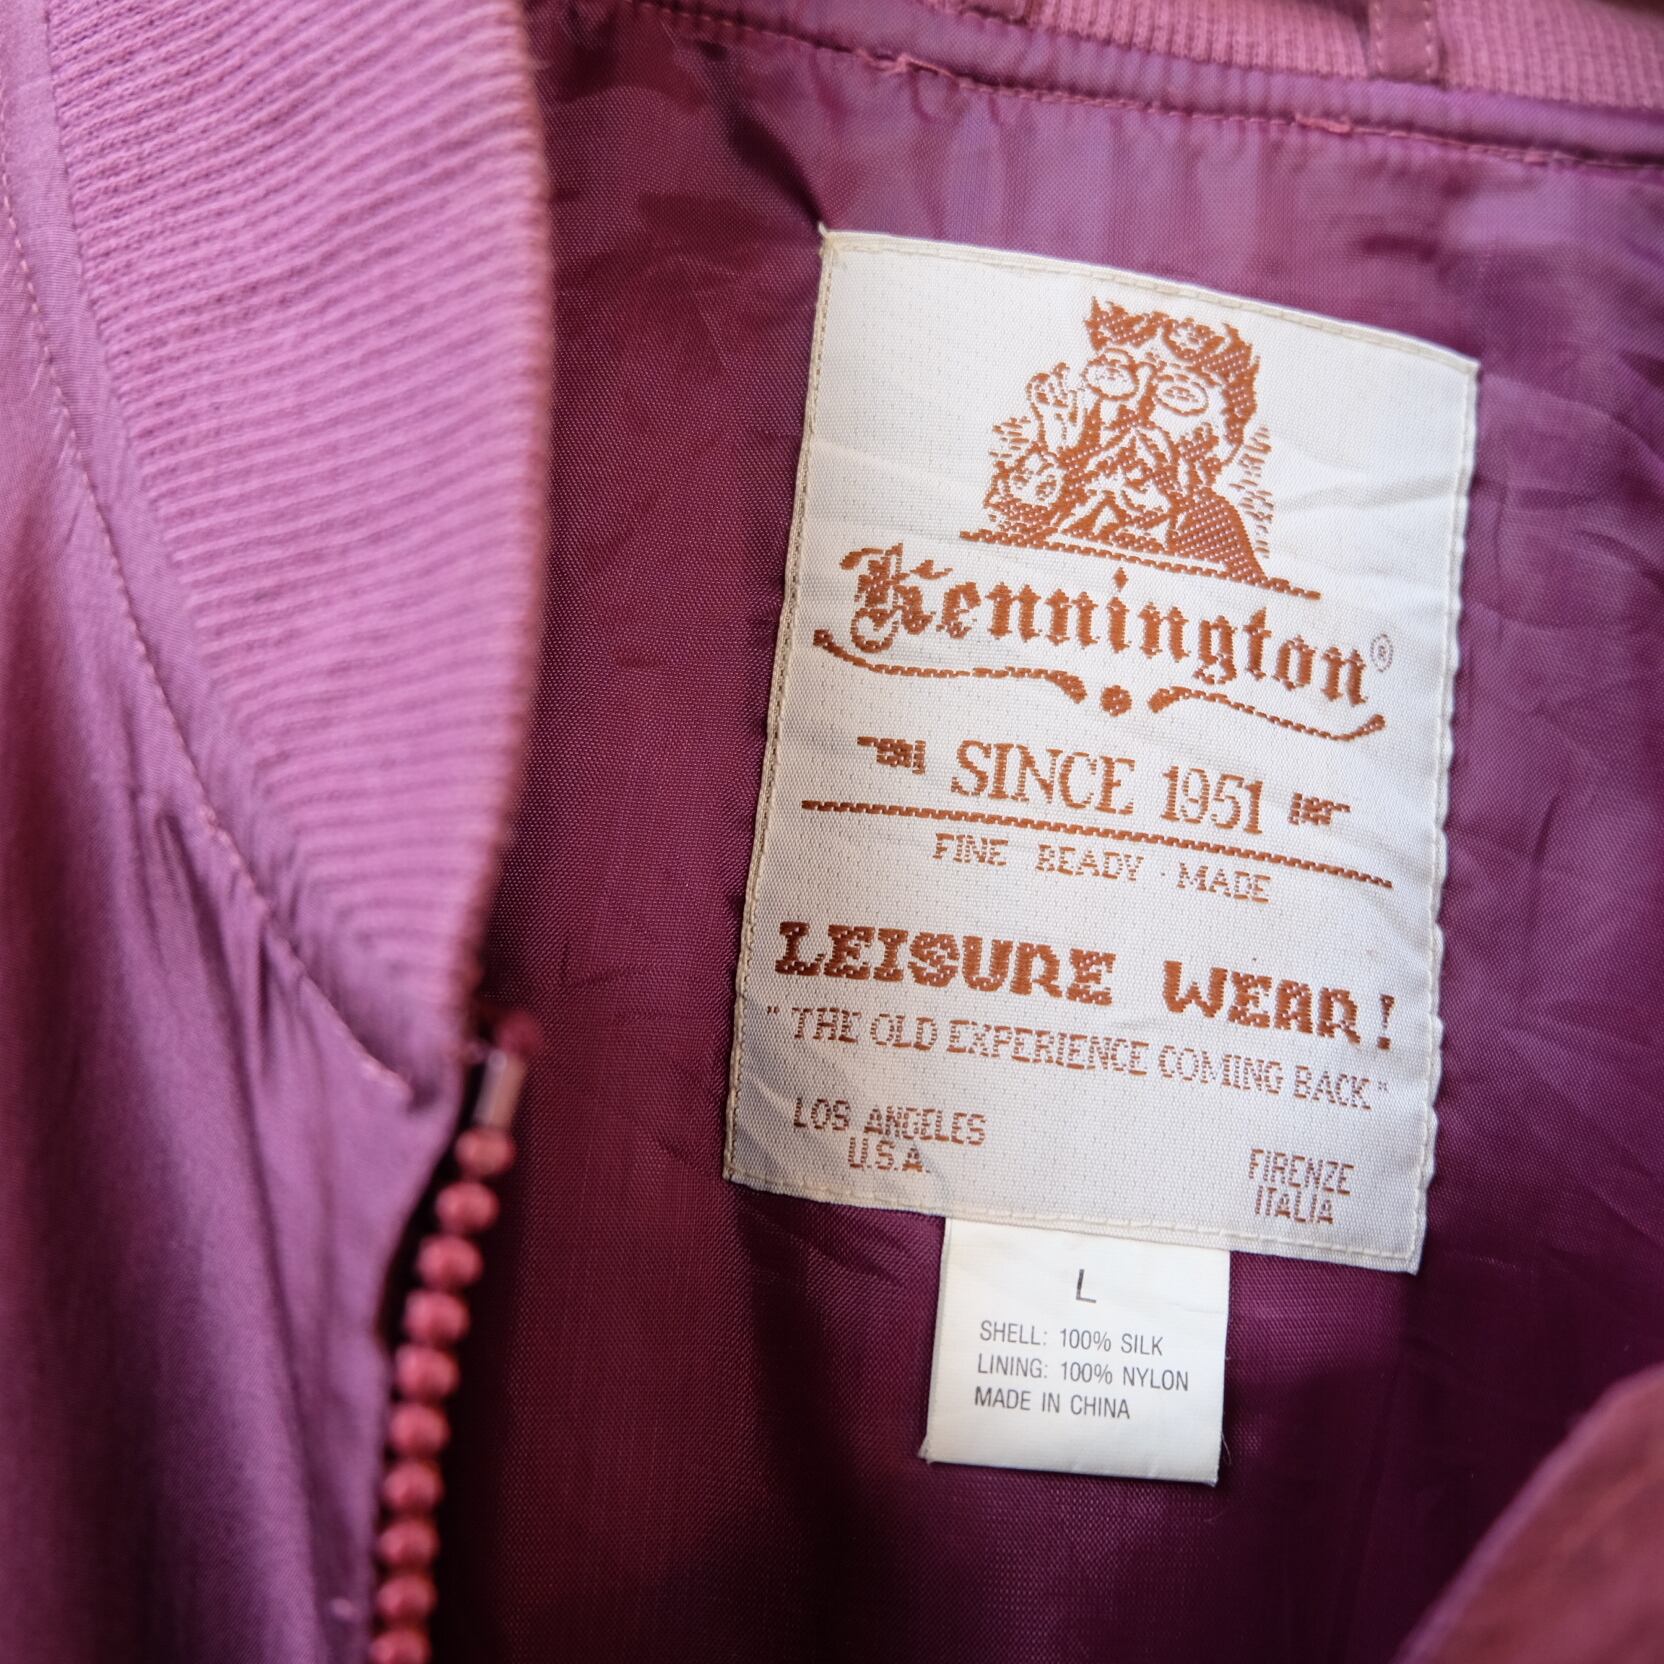 Kennington®
SINCE 1951
FINE READY · MADE
LEISURE WEAR!
"THE OLD EXPERIENCE COMIING BACK"
LOS ANGELES
U.S.A.
FIRENZE
ITALIA
L
SHELL: 100% SILK
LINING: 100% NYLON
MADE IN CHINA